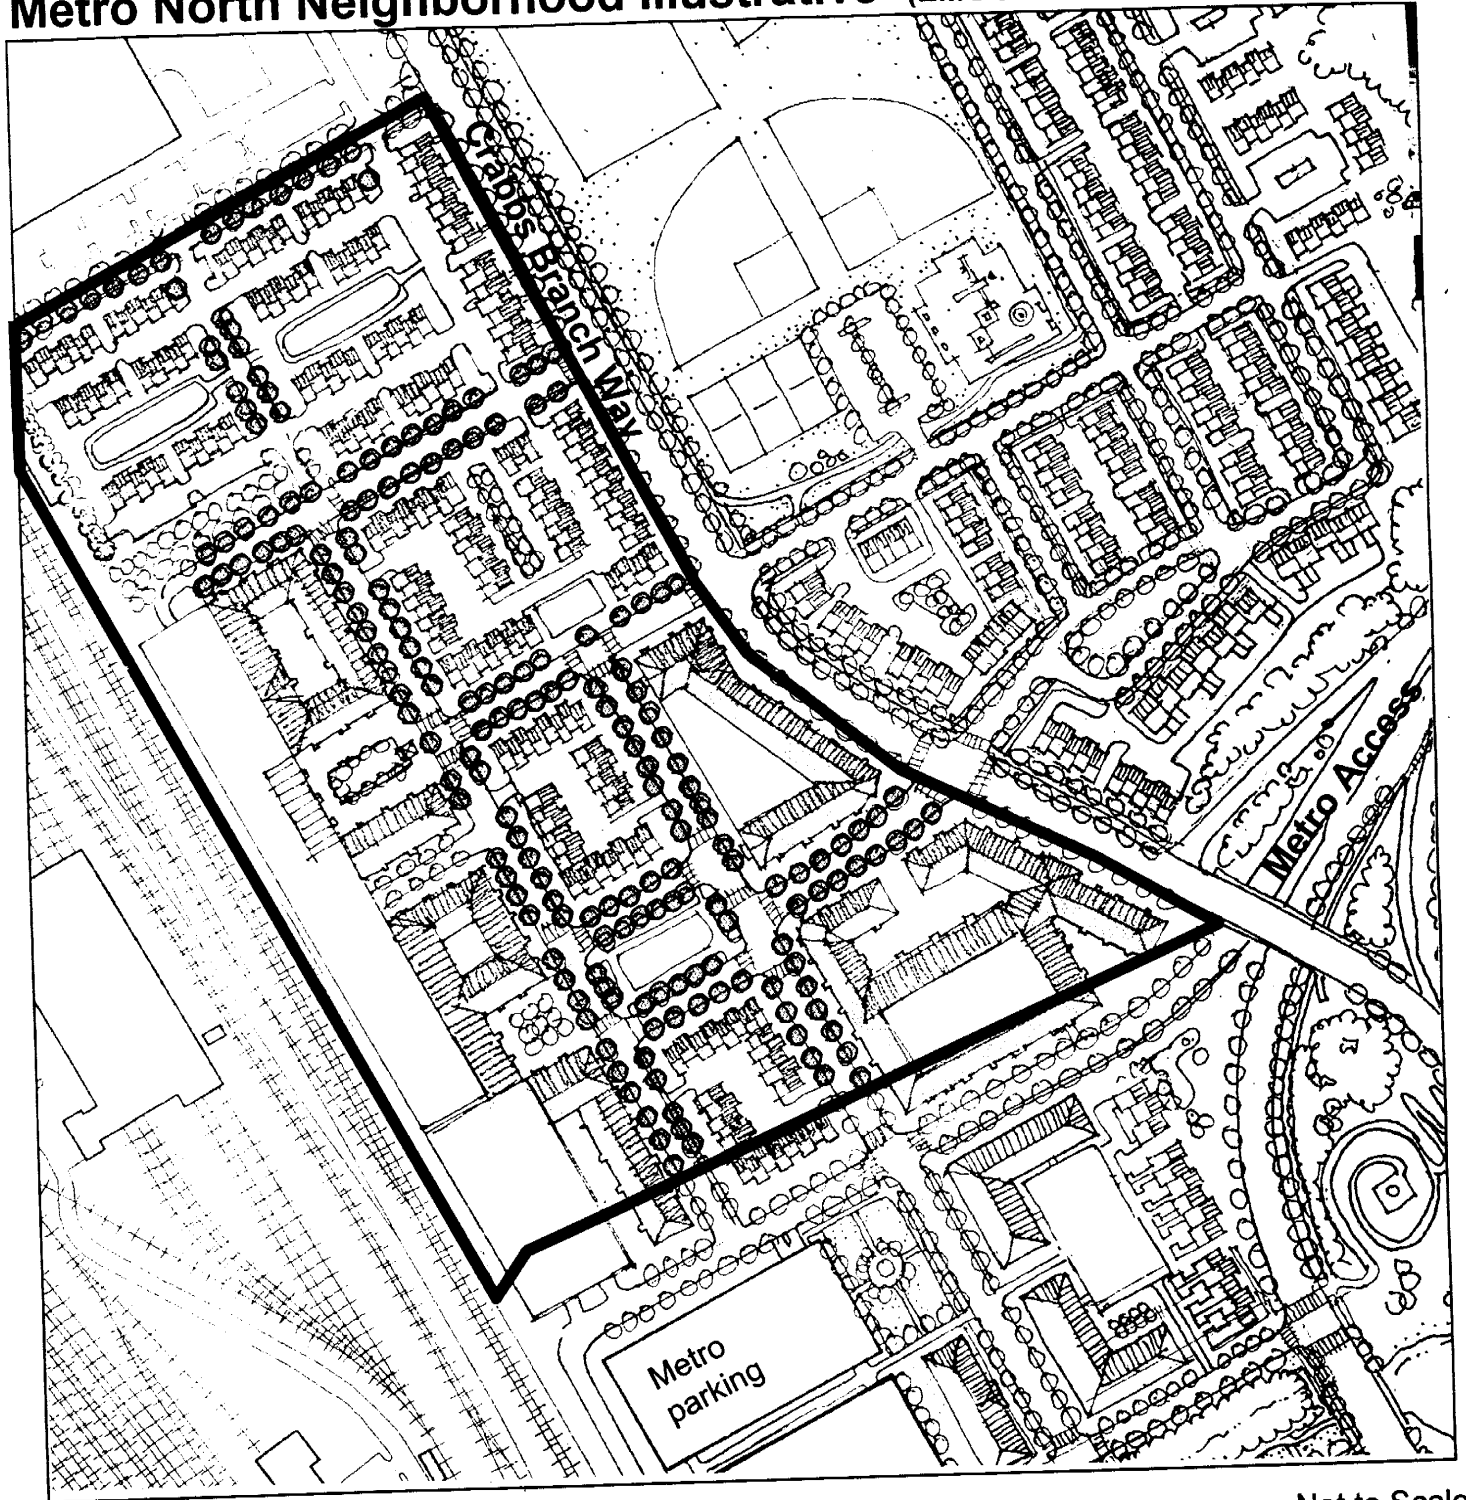 Metro North Neighborhood Illustrative
Crabbs Branch Way
Metro Access
Metro
parking
Not to Scale